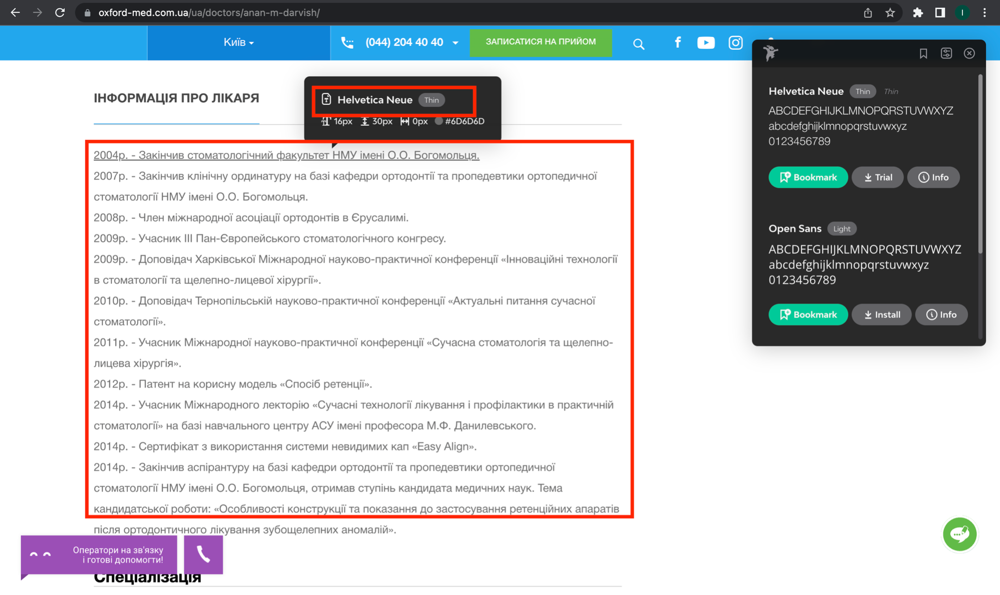 oxford-med.com.ua/ua/doctors/anan-m-darvish/
I
Київ
(044) 204 40 40
ЗАПИСАТИСЯ НА ПРИЙОМ
ІНФОРМАЦІЯ ПРО ЛІКАРЯ
Helvetica Neue Thin
16px 30px 0px #6D6D6D
2004р. - Закінчив стоматологічний факультет НМУ імені О.О. Богомольця.
2007р. - Закінчив клінічну ординатуру на базі кафедри ортодонтії та пропедевтики ортопедичної
стоматології НМУ імені О.О. Богомольця.
2008р. - Член міжнародної асоціації ортодонтів в Єрусалимі.
2009р. - Учасник III Пан-Європейського стоматологічного конгресу.
2009р. - Доповідач Харківської Міжнародної науково-практичної конференції «Інноваційні технології
в стоматології та щелепно-лицевої хірургії».
2010р. - Доповідач Тернопільській науково-практичної конференції «Актуальні питання сучасної
стоматології».
2011р. - Учасник Міжнародної науково-практичної конференції «Сучасна стоматологія та щелепно-
лицева хірургія».
2012р. - Патент на корисну модель «Спосіб ретенції».
2014р. - Учасник Міжнародного лекторію «Сучасні технології лікування і профілактики в практичній
стоматології» на базі навчального центру АСУ імені професора М.Ф. Данилевського.
2014р. - Сертифікат з використання системи невидимих кап «Easy Align».
2014р. - Закінчив аспірантуру на базі кафедри ортодонтії та пропедевтики ортопедичної
стоматології НМУ імені О.О. Богомольця, отримав ступінь кандидата медичних наук. Тема
кандидатської роботи: «Особливості конструкції та показання до застосування ретенційних апаратів
після ортодонтичного лікування зубощелепних аномалій».
Оператори на зв'язку
і готові допомогти!
Спеціалізація
Helvetica Neue Thin Thin
ABCDEFGHIJKLMNOPQRSTUVWXYZ
abcdefghijklmnopqrstuvwxyz
0123456789
Bookmark Trial Info
Open Sans Light
ABCDEFGHIJKLMNOPQRSTUVWXYZ
abcdefghijklmnopqrstuvwxyz
0123456789
Bookmark Install Info